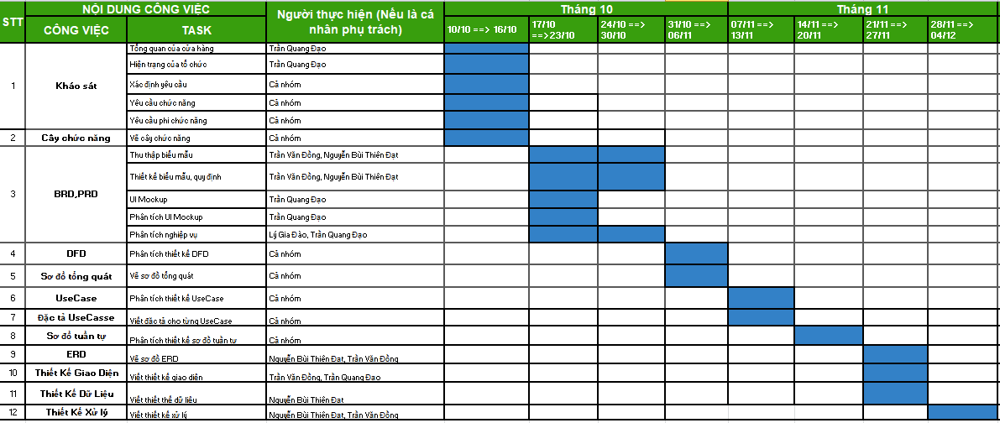 STT
NỘI DUNG CÔNG VIỆC
Người thực hiện (Nếu là cá
nhân phụ trách)
Tháng 10
Tháng 11
CÔNG VIỆC
TASK
10/10 ==> 16/10
17/10
==>23/10
24/10 ==>
30/10
31/10 ==>
06/11
07/11 ==>
13/11
14/11 ==>
20/11
21/11 ==>
27/11
28/11 ==>
04/12
1
Khảo sát
Tổng quan của cửa hàng
Trần Quang Đạo
Hiện trạng của tổ chức
Trần Quang Đạo
Xác định yêu cầu
Cả nhóm
Yêu cầu chức năng
Cả nhóm
Yêu cầu phi chức năng
Cả nhóm
2
Cây chức năng
Vẽ cây chức năng
Cả nhóm
3
BRD,PRD
Thu thập biểu mẫu
Trần Văn Đồng, Nguyễn Bùi Thiên Đạt
Thiết kế biểu mẫu, quy định
Trần Văn Đồng, Nguyễn Bùi Thiên Đạt
UI Mockup
Trần Quang Đạo
Phân tích UI Mockup
Trần Quang Đạo
Phân tích nghiệp vụ
Lý Gia Đảo, Trần Quang Đạo
4
DFD
Phân tích thiết kế DFD
Cả nhóm
5
Sơ đồ tổng quát
Vẽ sơ đồ tổng quát
Cả nhóm
6
UseCase
Phân tích thiết kế UseCase
Cả nhóm
7
Đặc tả UseCasse
Viết đặc tả cho từng UseCase
Cả nhóm
8
Sơ đồ tuần tự
Phân tích thiết kế sơ đồ tuần tự
Cả nhóm
9
ERD
Vẽ sơ đồ ERD
Nguyễn Bùi Thiên Đạt, Trần Văn Đồng
10
Thiết Kế Giao Diện
Viết thiết kế giao diện
Trần Văn Đồng, Trần Quang Đạo
11
Thiết Kế Dữ Liệu
Viết thiết thế dữ liệu
Nguyễn Bùi Thiên Đạt
12
Thiết Kế Xử lý
Viết thiết kế xử lý
Nguyễn Bùi Thiên Đạt, Trần Văn Đồng